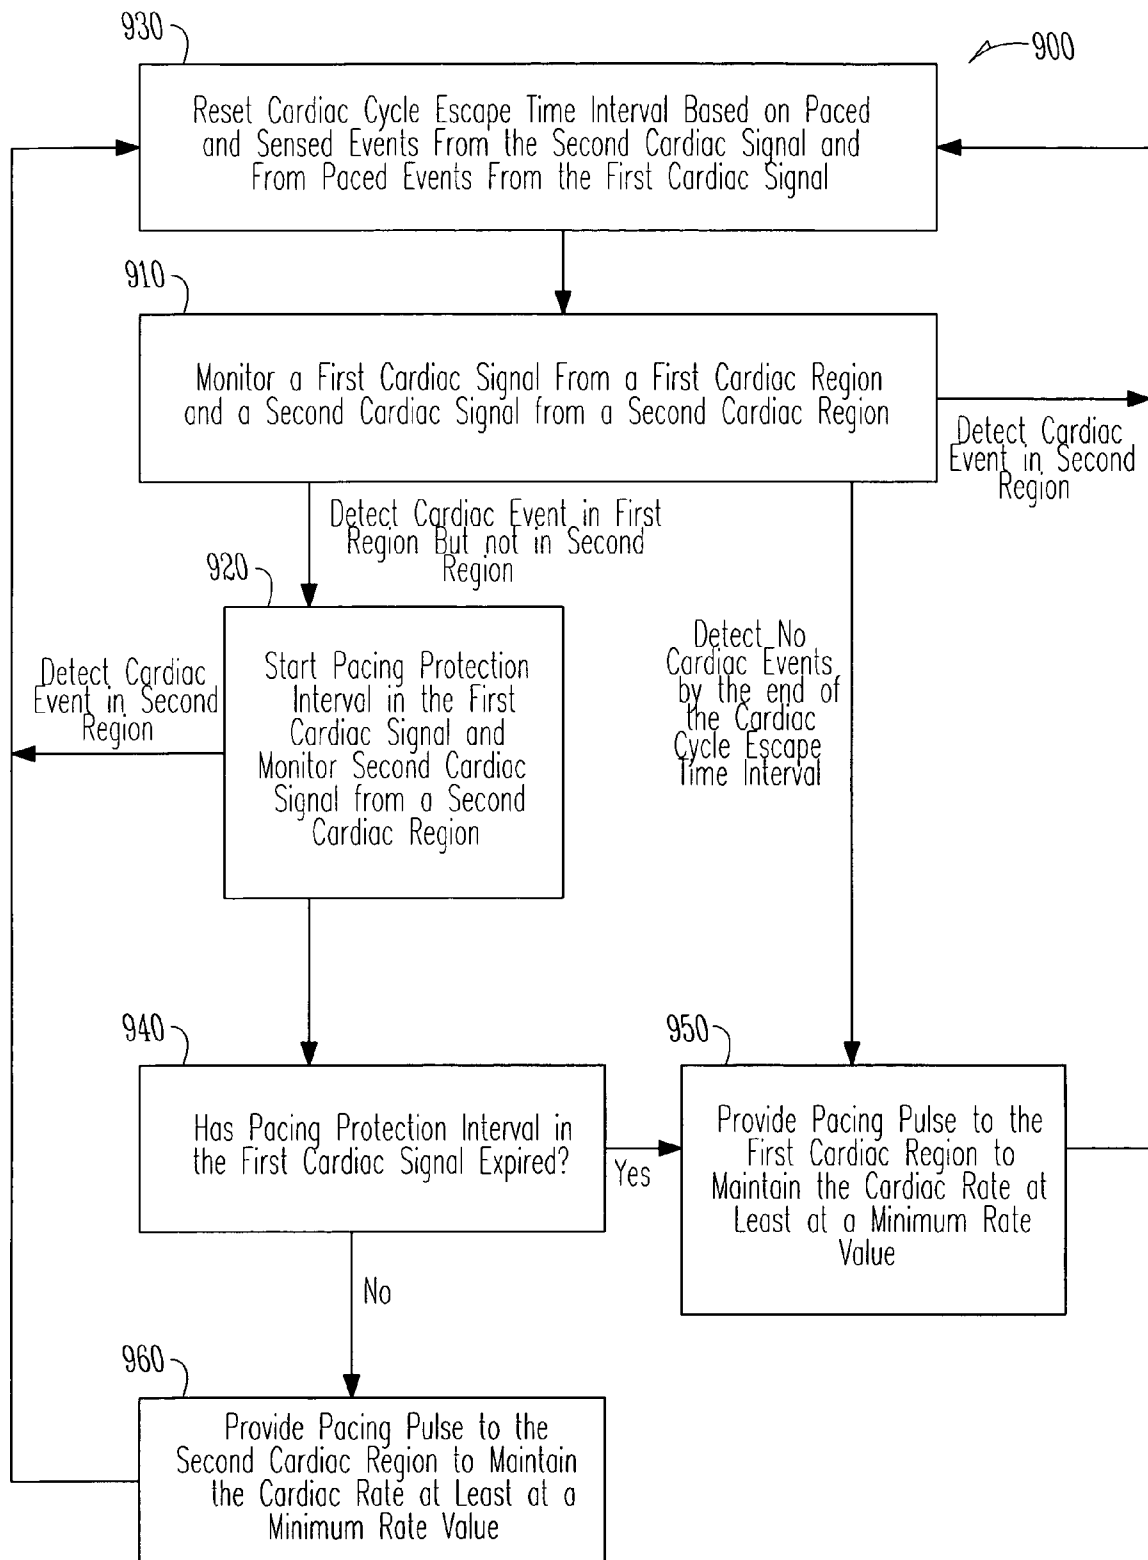 930
900
Reset Cardiac Cycle Escape Time Interval Based on Paced
and Sensed Events From the Second Cardiac Signal and
From Paced Events From the First Cardiac Signal
910
Monitor a First Cardiac Signal From a First Cardiac Region
and a Second Cardiac Signal from a Second Cardiac Region
Detect Cardiac
Event in Second
Region
Detect Cardiac Event in First
Region But not in Second
Region
920
Start Pacing Protection
Interval in the First
Cardiac Signal and
Monitor Second Cardiac
Signal from a Second
Cardiac Region
Detect Cardiac
Event in Second
Region
Detect No
Cardiac Events
by the end of
the Cardiac
Cycle Escape
Time Interval
940
Has Pacing Protection Interval in
the First Cardiac Signal Expired?
Yes
950
Provide Pacing Pulse to the
First Cardiac Region to
Maintain the Cardiac Rate at
Least at a Minimum Rate
Value
No
960
Provide Pacing Pulse to the
Second Cardiac Region to Maintain
the Cardiac Rate at Least at a
Minimum Rate Value